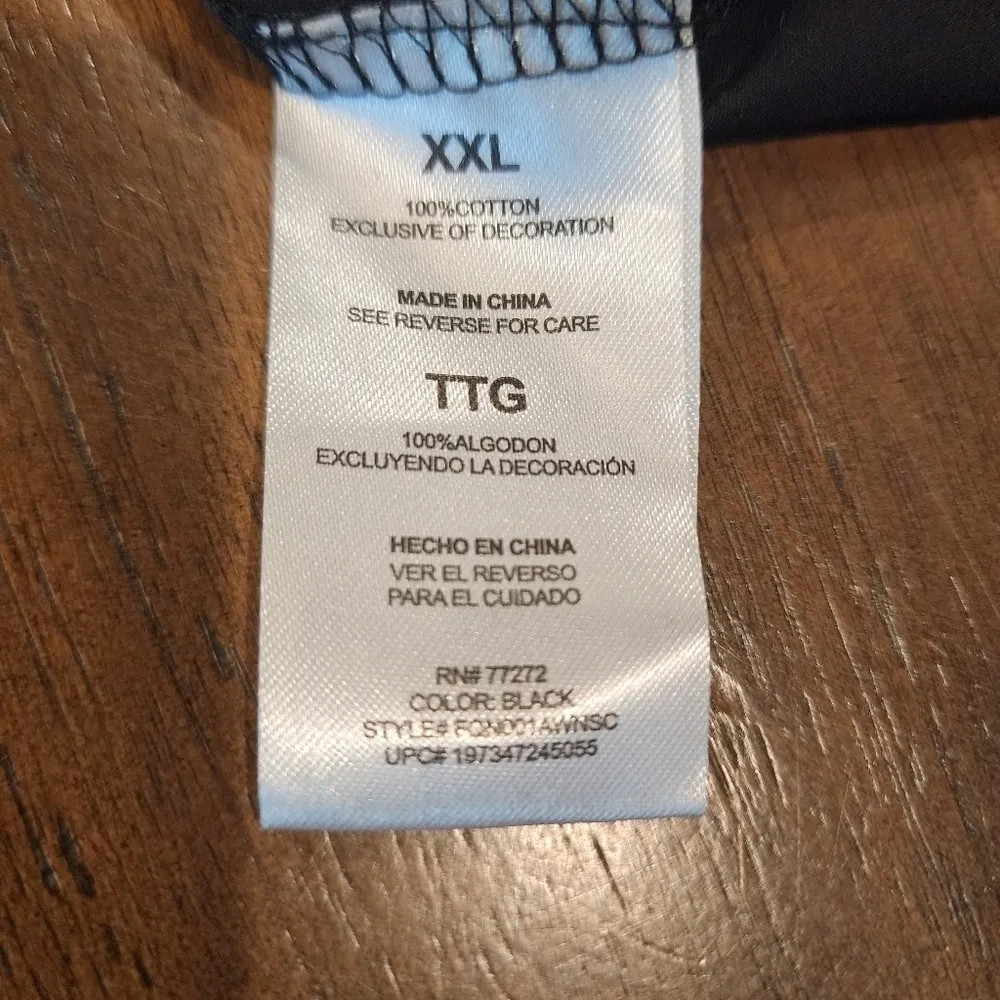 XXL
100%COTTON
EXCLUSIVE OF DECORATION
MADE IN CHINA
SEE REVERSE FOR CARE
TTG
100%ALGODON
EXCLUYENDO LA DECORACIÓN
HECHO EN CHINA
VER EL REVERSO
PARA EL CUIDADO
RN# 77272
COLOR: BLACK
STYLE#
UPC# 197347245055